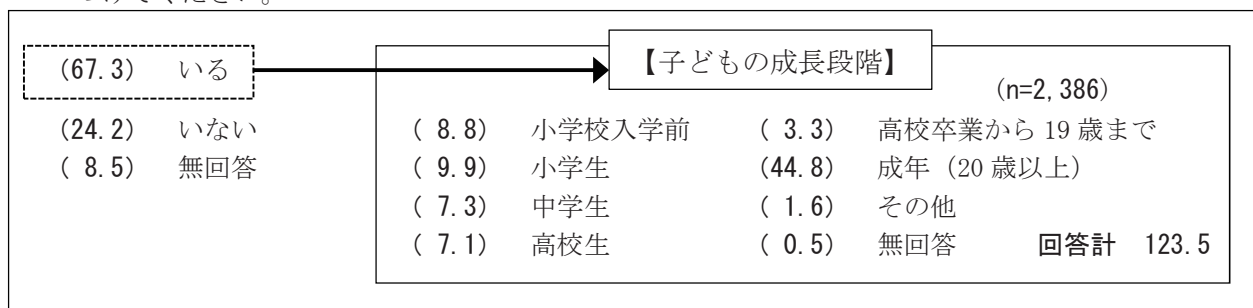 (67.3) いる
(24.2) いない
( 8.5) 無回答
【子どもの成長段階】
(n=2,386)
( 8.8) 小学校入学前 ( 3.3) 高校卒業から 19 歳まで
( 9.9) 小学生 (44.8) 成年（20 歳以上）
( 7.3) 中学生 ( 1.6) その他
( 7.1) 高校生 ( 0.5) 無回答 回答計 123.5